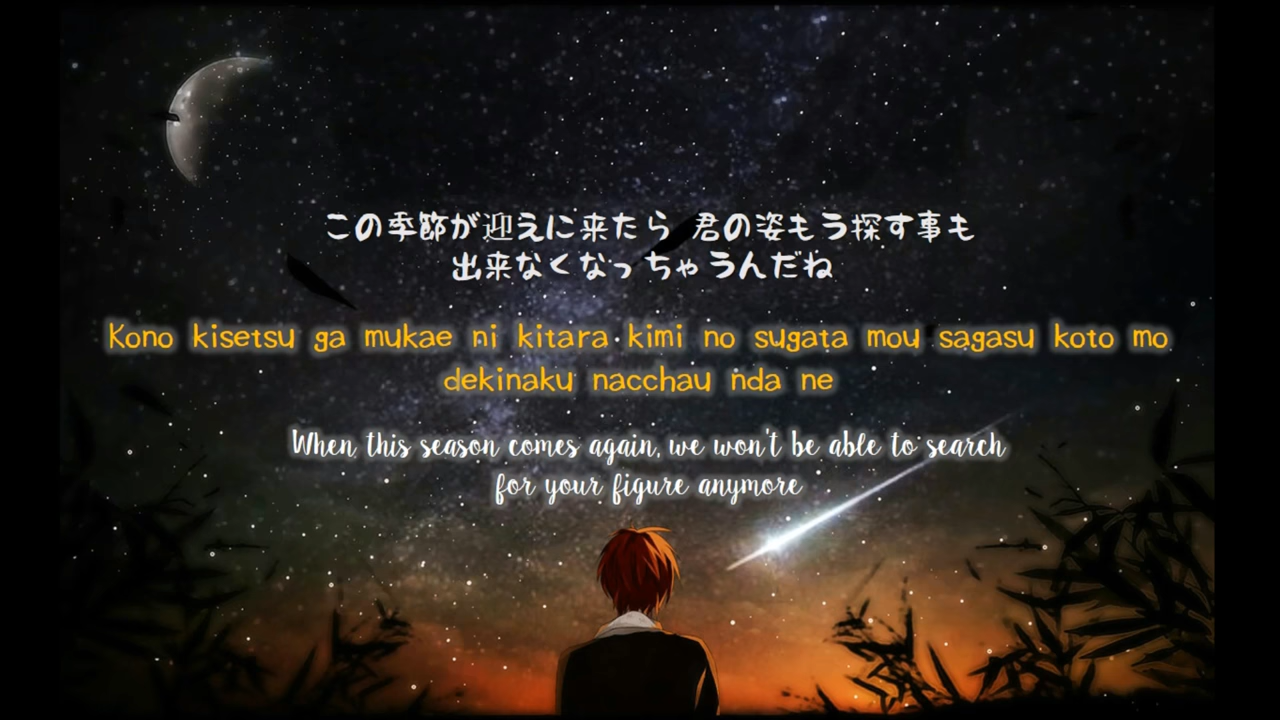 この季節が迎えに来たら 君の姿もう探す事も
出来なくなっちゃうんだね
Kono kisetsu ga mukae ni kitara kimi no sugata mou sagasu koto mo
dekinaku nacchau nda ne
When this season comes again, we won't be able to search
for your figure anymore